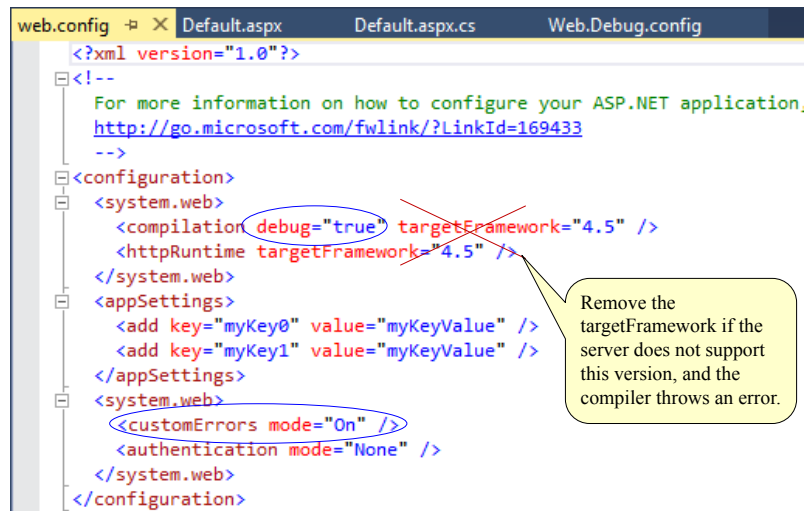 web.config Default.aspx Default.aspx.cs Web.Debug.config
<?xml version="1.0"?>
<!--
For more information on how to configure your ASP.NET application,
http://go.microsoft.com/fwlink/?LinkId=169433
-->
<configuration>
<system.web>
<compilation debug="true" targetFramework="4.5" />
<httpRuntime targetFramework="4.5" />
</system.web>
<appSettings>
<add key="myKey0" value="myKeyValue" />
<add key="myKey1" value="myKeyValue" />
</appSettings>
<system.web>
<customErrors mode="On" />
<authentication mode="None" />
</system.web>
</configuration>
Remove the
targetFramework if the
server does not support
this version, and the
compiler throws an error.